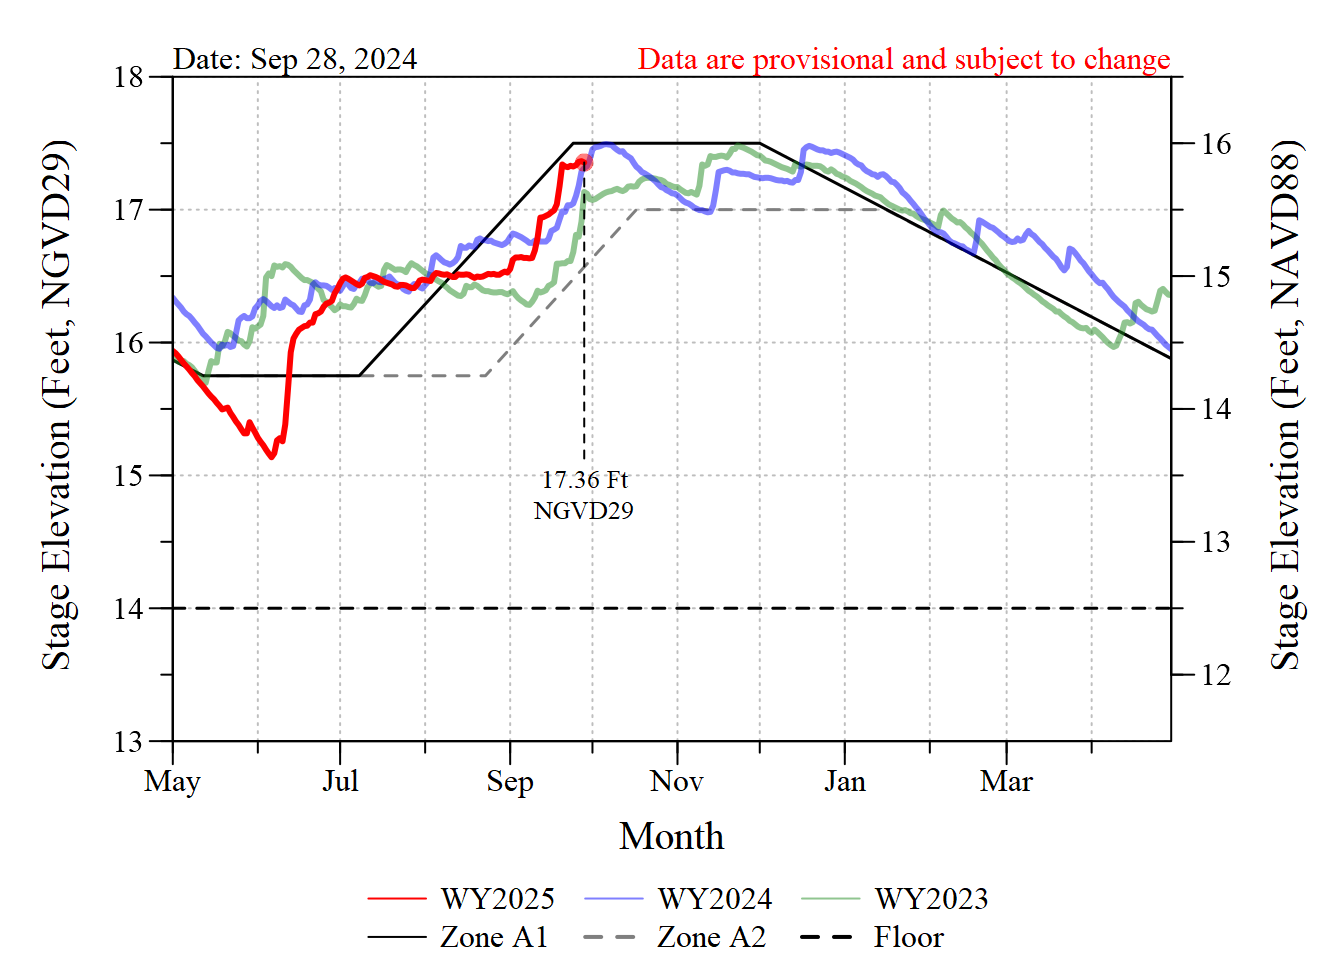 Date: Sep 28, 2024 Data are provisional and subject to change
Stage Elevation (Feet, NGVD29)
18
17
16
15
14
13
16
15
14
13
12
Stage Elevation (Feet, NAVD88)
17.36 Ft
NGVD29
May Jul Sep Nov Jan Mar
Month
WY2025 WY2024 WY2023
Zone A1 Zone A2 Floor